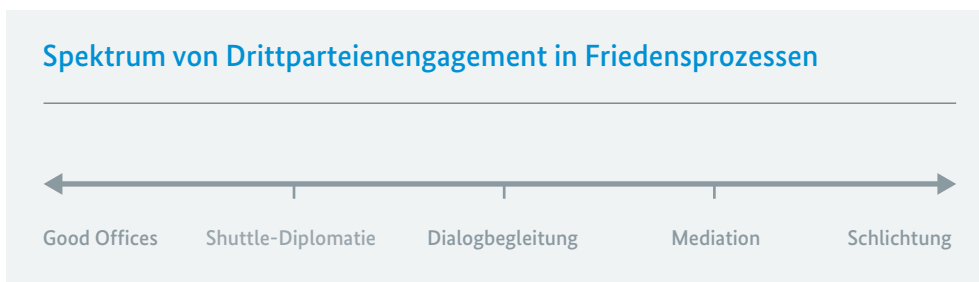 Spektrum von Drittparteienengagement in Friedensprozessen
Good Offices Shuttle-Diplomatie Dialogbegleitung Mediation Schlichtung